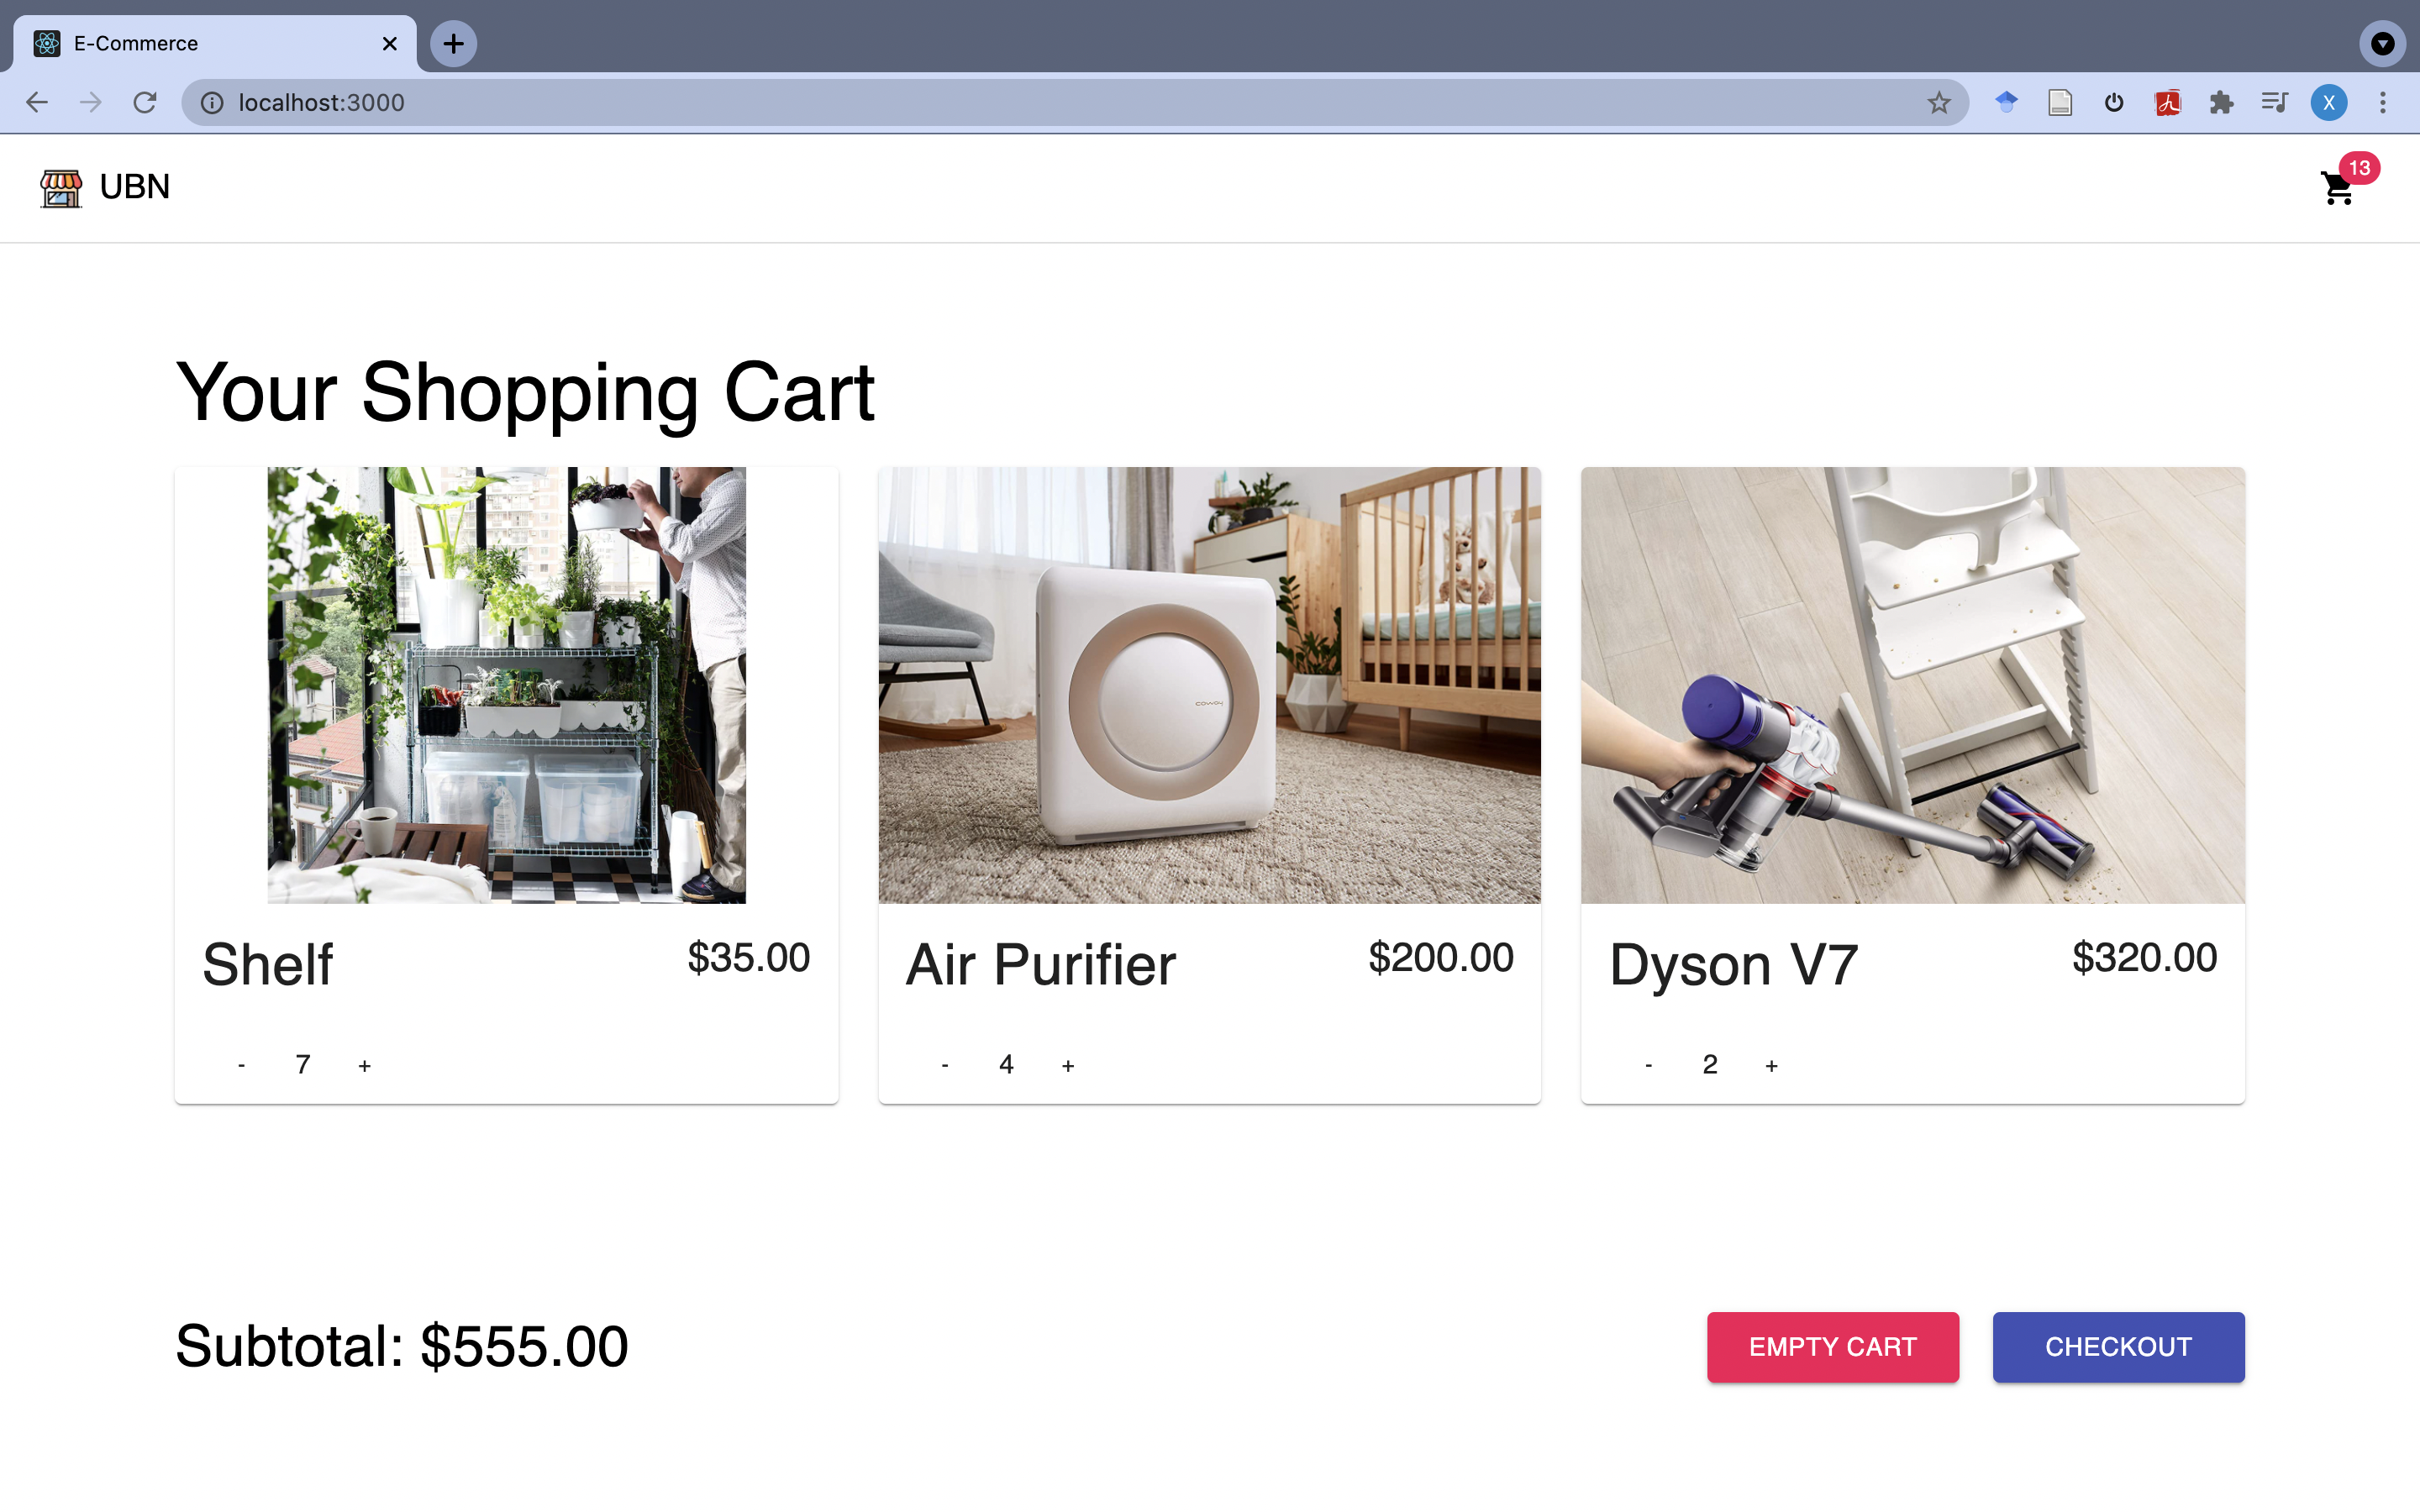 E-Commerce
localhost:3000
X
UBN
13
Your Shopping Cart
coway
Shelf $35.00
- 7 +
Air Purifier $200.00
- 4 +
Dyson V7 $320.00
- 2 +
Subtotal: $555.00
EMPTY CART
CHECKOUT